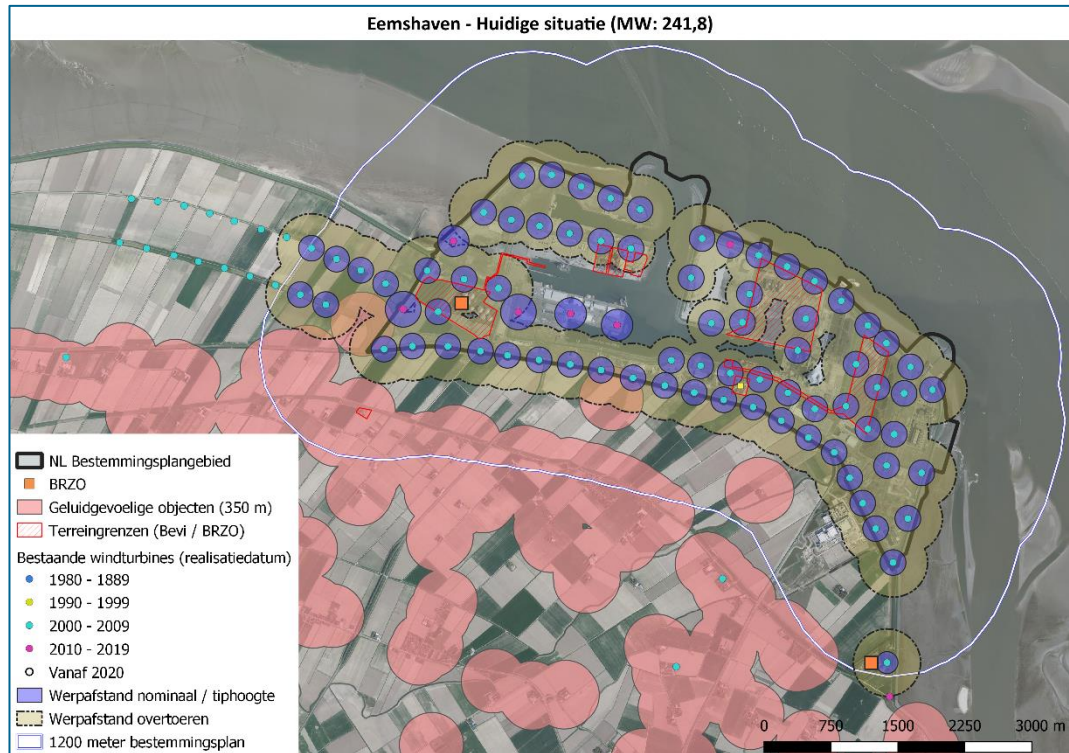 Eemshaven - Huidige situatie (MW: 241,8)
NL Bestemmingsplangebied
BRZO
Geluidgevoelige objecten (350 m)
Terreingrenzen (Bevi / BRZO)
Bestaande windturbines (realisatiedatum)
1980 - 1889
1990 - 1999
2000 - 2009
2010 - 2019
Vanaf 2020
Werpafstand nominaal / tiphoogte
Werpafstand overtoeren
1200 meter bestemmingsplan
0 750 1500 2250 3000 m